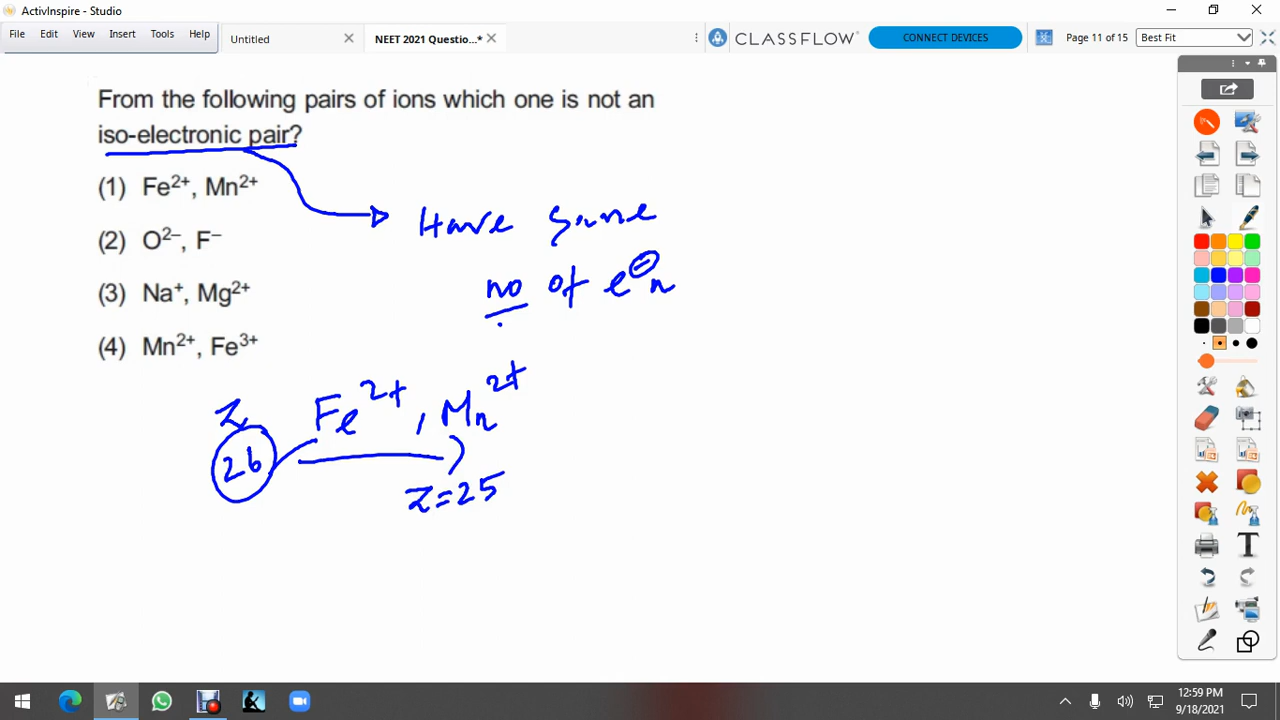 ActivInspire - Studio
File Edit View Insert Tools Help
Untitled
NEET 2021 Questio...*
CLASSFLOW
CONNECT DEVICES
Page 11 of 15
Best Fit
From the following pairs of ions which one is not an
iso-electronic pair?
(1) Fe²⁺, Mn²⁺
(2) O²⁻, F⁻
(3) Na⁺, Mg²⁺
(4) Mn²⁺, Fe³⁺
Have same
no of e⊖n
Z
26
Fe²⁺, Mn²⁺
Z=25
12:59 PM
9/18/2021